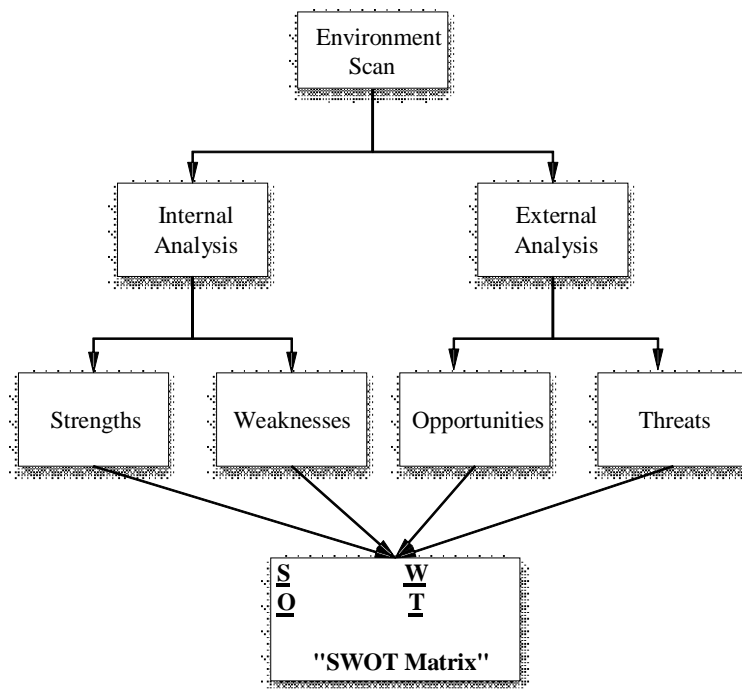 Environment
Scan
Internal
Analysis
External
Analysis
Strengths
Weaknesses
Opportunities
Threats
S W
O T
"SWOT Matrix"